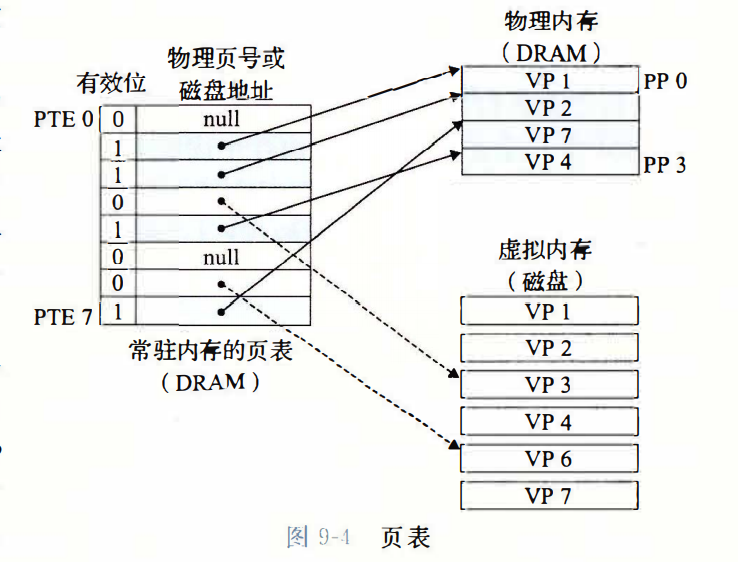 物理页号或
磁盘地址
有效位
PTE 0
0
null
1
1
0
1
0
null
0
PTE 7
1
常驻内存的页表
（DRAM）
物理内存
（DRAM）
VP 1
PP 0
VP 2
VP 7
VP 4
PP 3
虚拟内存
（磁盘）
VP 1
VP 2
VP 3
VP 4
VP 6
VP 7
图 9-4 页表